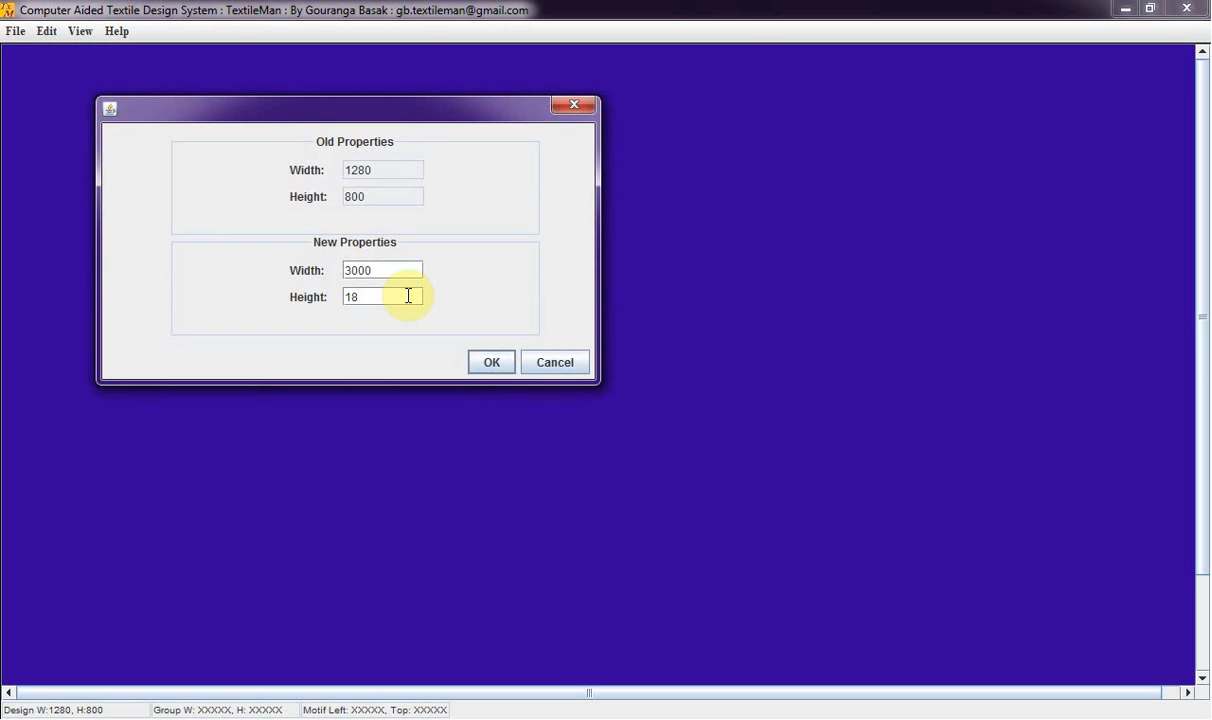 Computer Aided Textile Design System : TextileMan : By Gouranga Basak : gb.textileman@gmail.com
File Edit View Help
Old Properties
Width: 1280
Height: 800
New Properties
Width: 3000
Height: 18
OK Cancel
Design W:1280, H:800 Group W: XXXXX, H: XXXXX Motif Left: XXXXX, Top: XXXXX